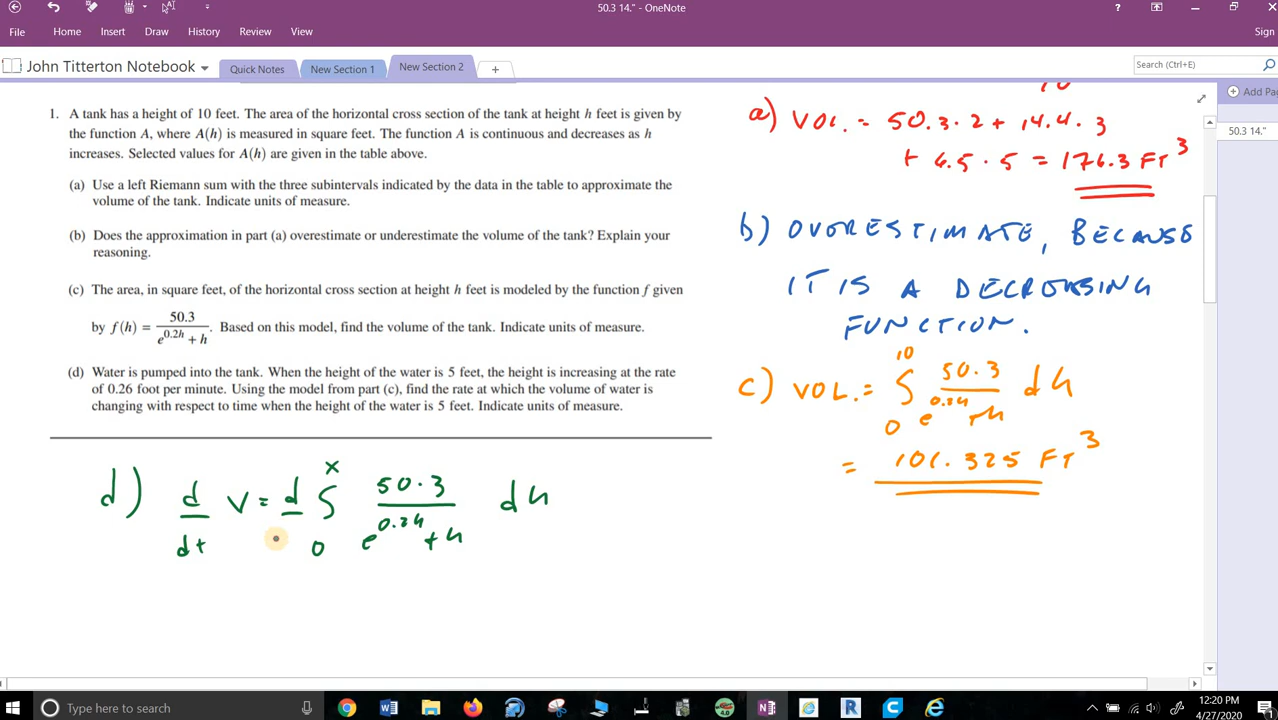 50.3 14." - OneNote
File Home Insert Draw History Review View Sign
John Titterton Notebook Quick Notes New Section 1 New Section 2 + Search (Ctrl+E)
Add Pa
50.3 14."
1. A tank has a height of 10 feet. The area of the horizontal cross section of the tank at height h feet is given by
the function A, where A(h) is measured in square feet. The function A is continuous and decreases as h
increases. Selected values for A(h) are given in the table above.
(a) Use a left Riemann sum with the three subintervals indicated by the data in the table to approximate the
volume of the tank. Indicate units of measure.
(b) Does the approximation in part (a) overestimate or underestimate the volume of the tank? Explain your
reasoning.
(c) The area, in square feet, of the horizontal cross section at height h feet is modeled by the function f given
by f(h) = 50.3 / (e^{0.2h} + h). Based on this model, find the volume of the tank. Indicate units of measure.
(d) Water is pumped into the tank. When the height of the water is 5 feet, the height is increasing at the rate
of 0.26 foot per minute. Using the model from part (c), find the rate at which the volume of water is
changing with respect to time when the height of the water is 5 feet. Indicate units of measure.
a) VOL. = 50.3 · 2 + 14.4 · 3
+ 6.5 · 5 = 176.3 FT^3
b) OVERESTIMATE, BECAUSE
IT IS A DECREASING
FUNCTION.
c) VOL. = ∫_0^{10} 50.3 / (e^{0.2h} + h) dh
= 101.325 FT^3
d) d/dt V = d ∫_0^x 50.3 / (e^{0.2h} + h) dh
Type here to search
12:20 PM
4/27/2020